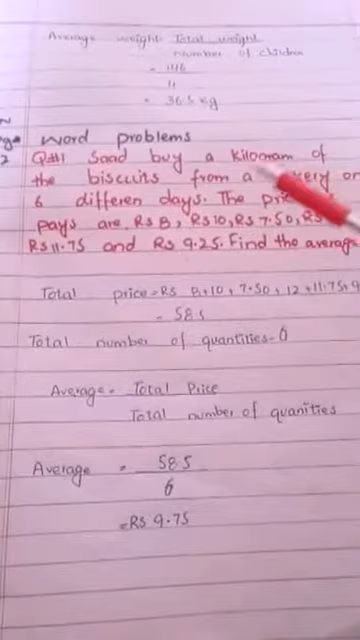 Average weight= Total weight
number of children
= 146
4
= 36.5 kg
word problems
2 Q#1 Saad buy a kilogram of
the biscuits from a on
6 differen days. The
pays are RS 8, RS 10, RS 7.50, RS
RS 11.75 and RS 9.25. Find the average
Total price = RS 8+10+7.50+12+11.75+9
= 58.5
Total number of quantities = 6
Average = Total Price
Total number of quanities
Average = 58.5
6
= RS 9.75